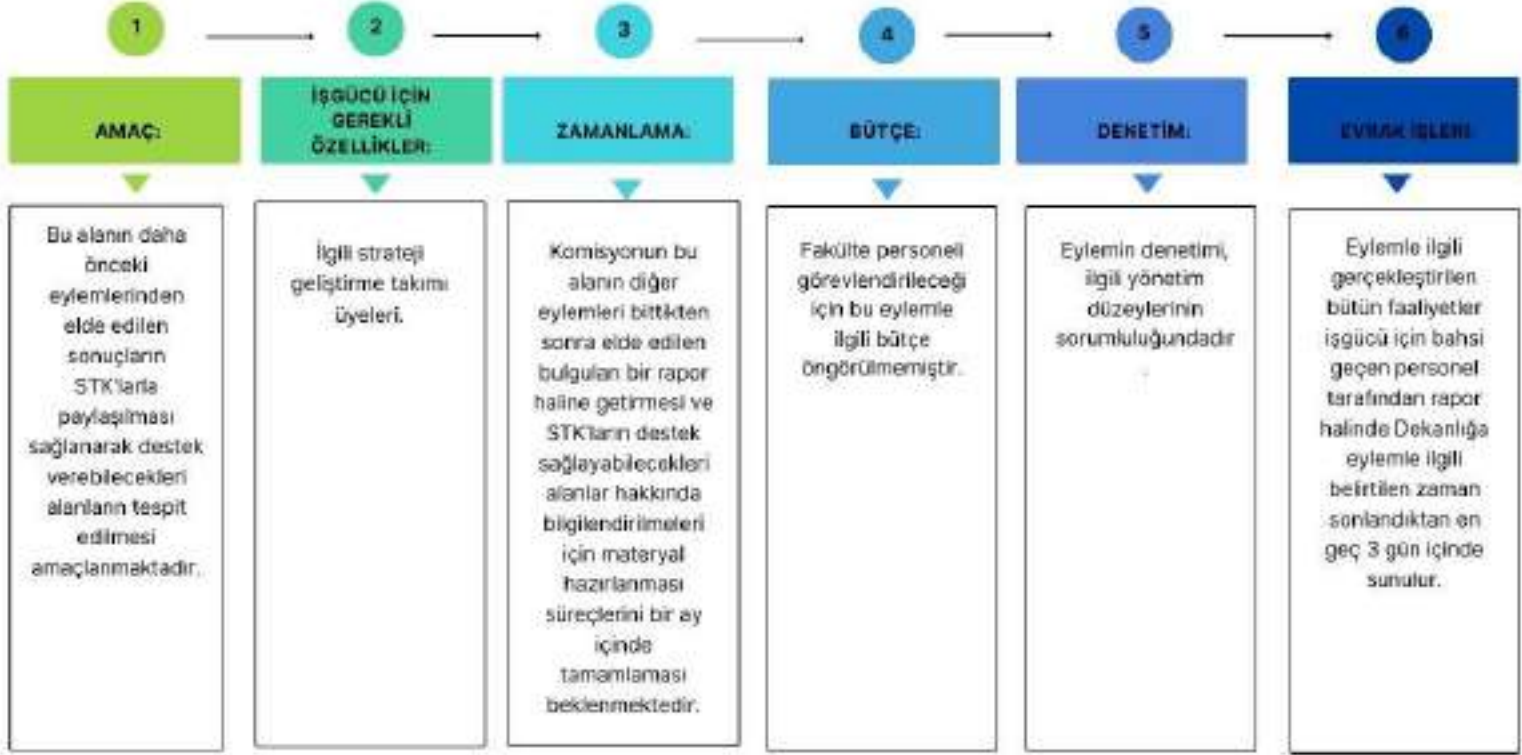 1
2
3
4
5
6
AMAÇ:
İŞGÜCÜ İÇİN
GEREKLİ
ÖZELLİKLER:
ZAMANLAMA:
BÜTÇE:
DENETİM:
EVRAK İŞLERİ:
Bu alanın daha
önceki
eylemlerinden
elde edilen
sonuçların
STK'larla
paylaşılması
sağlanarak destek
verebilecekleri
alanların tespit
edilmesi
amaçlanmaktadır.
İlgili strateji
geliştirme takımı
üyeleri.
Komisyonun bu
alanın diğer
eylemleri bittikten
sonra elde edilen
bulguları bir rapor
haline getirmesi ve
STK'ların destek
sağlayabilecekleri
alanlar hakkında
bilgilendirilmeleri
için materyal
hazırlanması
süreçlerini bir ay
içinde
tamamlaması
beklenmektedir.
Fakülte personeli
görevlendirileceği
için bu eylemle
ilgili bütçe
öngörülmemiştir.
Eylemin denetimi,
ilgili yönetim
düzeylerinin
sorumluluğundadır
.
Eylemle ilgili
gerçekleştirilen
bütün faaliyetler
işgücü için bahsi
geçen personel
tarafından rapor
halinde Dekanlığa
eylemle ilgili
belirtilen zaman
sonlandıktan en
geç 3 gün içinde
sunulur.